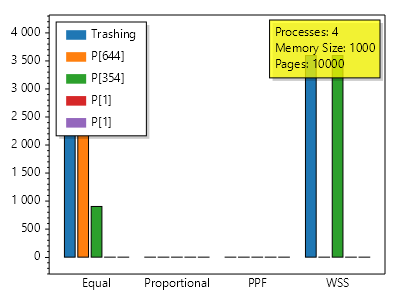 4 000
3 500
3 000
2 500
2 000
1 500
1 000
500
0
Trashing
P[644]
P[354]
P[1]
P[1]
Processes: 4
Memory Size: 1000
Pages: 10000
Equal Proportional PPF WSS